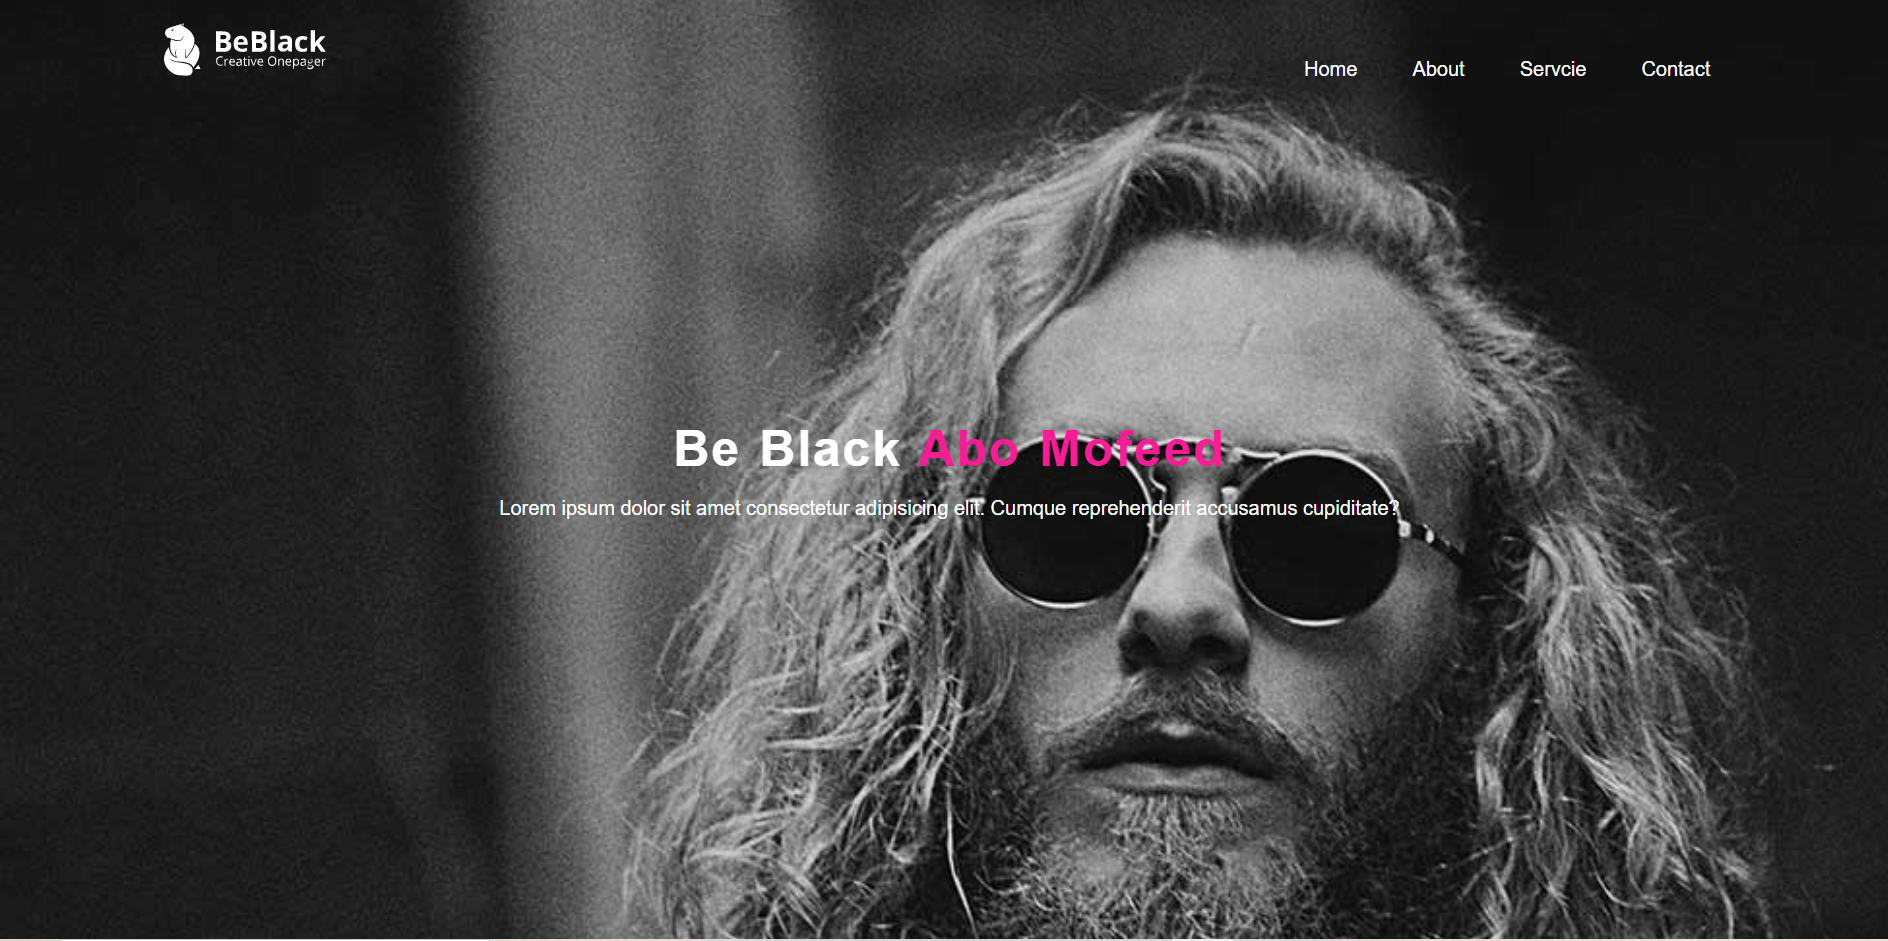 BeBlack
Creative Onepager
Home About Servcie Contact
Be Black Abo Mofeed
Lorem ipsum dolor sit amet consectetur adipisicing elit. Cumque reprehenderit accusamus cupiditate?